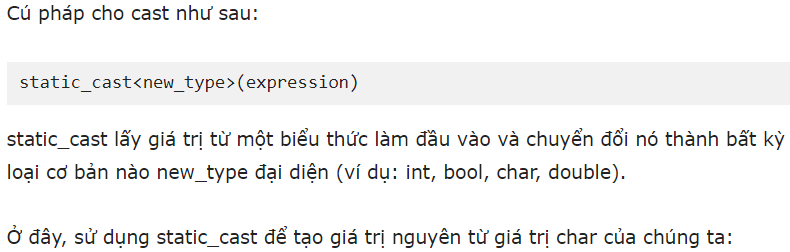 Cú pháp cho cast như sau:
static_cast<new_type>(expression)
static_cast lấy giá trị từ một biểu thức làm đầu vào và chuyển đổi nó thành bất kỳ
loại cơ bản nào new_type đại diện (ví dụ: int, bool, char, double).
Ở đây, sử dụng static_cast để tạo giá trị nguyên từ giá trị char của chúng ta: